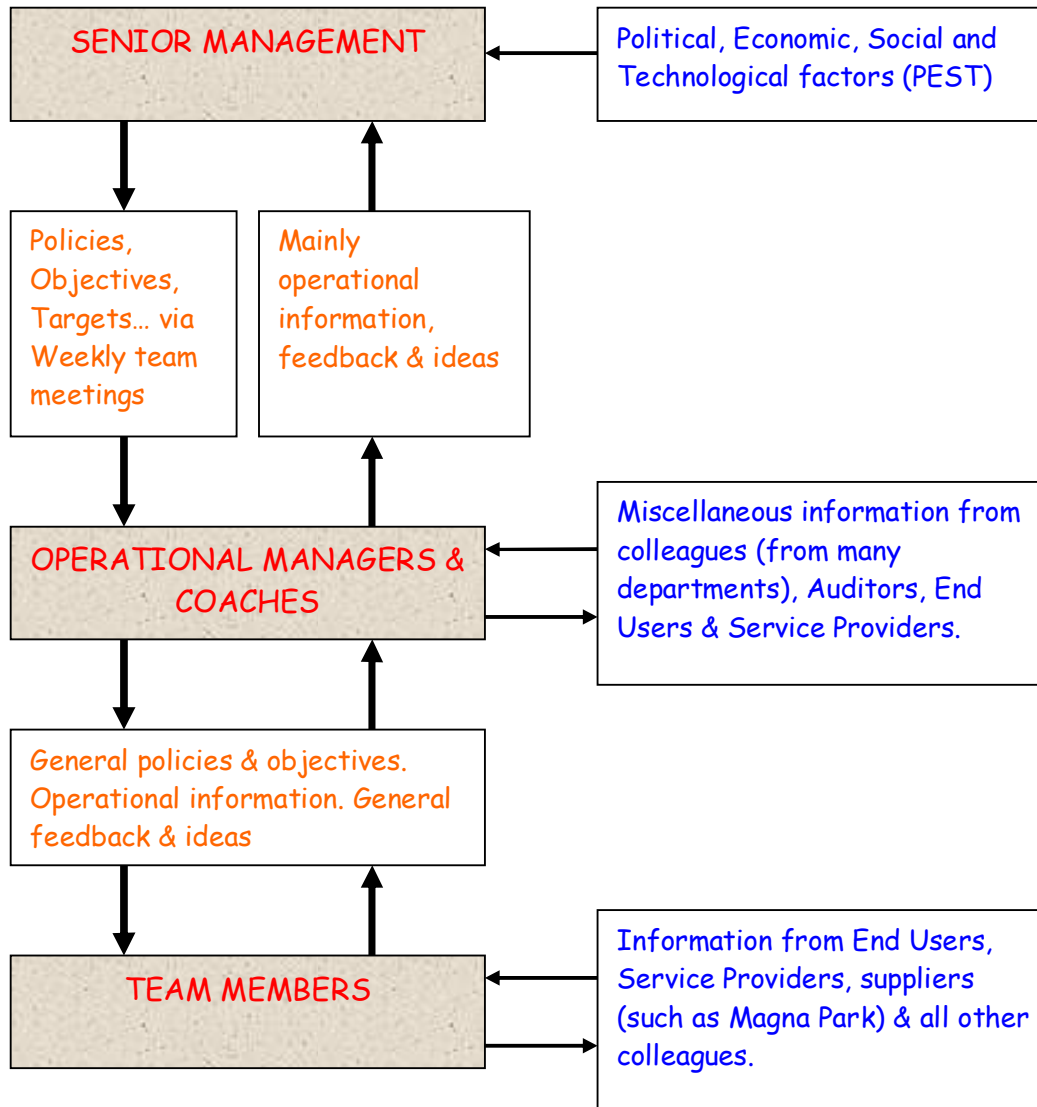 SENIOR MANAGEMENT
Political, Economic, Social and
Technological factors (PEST)
Policies,
Objectives,
Targets… via
Weekly team
meetings
Mainly
operational
information,
feedback & ideas
OPERATIONAL MANAGERS &
COACHES
Miscellaneous information from
colleagues (from many
departments), Auditors, End
Users & Service Providers.
General policies & objectives.
Operational information. General
feedback & ideas
TEAM MEMBERS
Information from End Users,
Service Providers, suppliers
(such as Magna Park) & all other
colleagues.